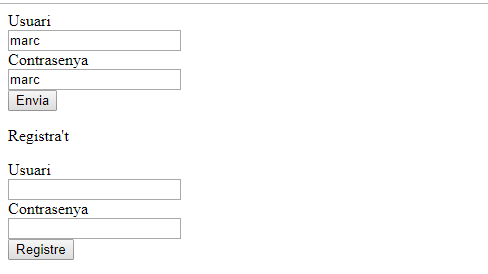 Usuari
marc
Contrasenya
marc
Envia
Registra't
Usuari
Contrasenya
Registre